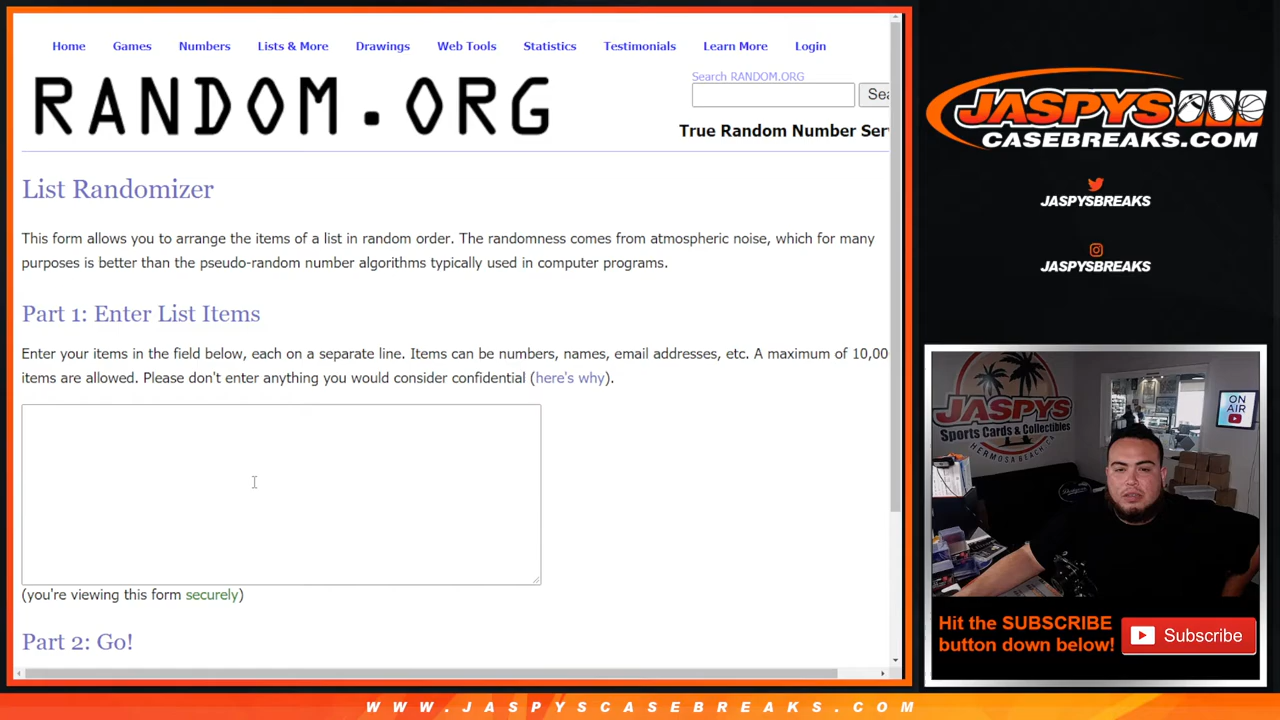 Home Games Numbers Lists & More Drawings Web Tools Statistics Testimonials Learn More Login
RANDOM.ORG
Search RANDOM.ORG
Sea
True Random Number Ser
List Randomizer
This form allows you to arrange the items of a list in random order. The randomness comes from atmospheric noise, which for many
purposes is better than the pseudo-random number algorithms typically used in computer programs.
Part 1: Enter List Items
Enter your items in the field below, each on a separate line. Items can be numbers, names, email addresses, etc. A maximum of 10,00
items are allowed. Please don't enter anything you would consider confidential (here's why).
(you're viewing this form securely)
Part 2: Go!
JASPYS
CASEBREAKS.COM
JASPYSBREAKS
JASPYSBREAKS
JASPYS
Sports Cards & Collectibles
HERMOSA BEACH, CA
ON
AIR
Hit the SUBSCRIBE
button down below!
Subscribe
WWW.JASPYSCASEBREAKS.COM